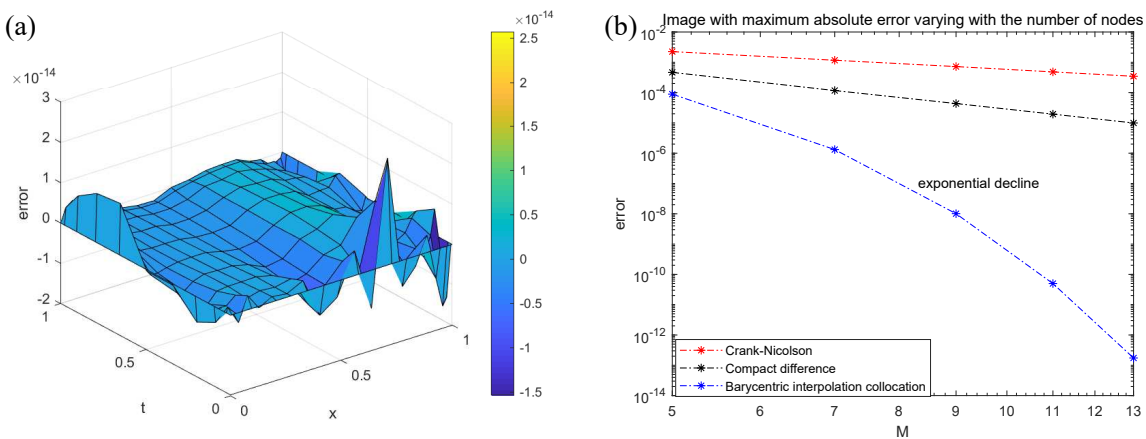 (a)
×10^-14
3
2
1
0
-1
-2
error
1
0.5
0
t
0
0.5
1
x
×10^-14
2.5
2
1.5
1
0.5
0
-0.5
-1
-1.5
(b)
Image with maximum absolute error varying with the number of nodes
10^-2
10^-4
10^-6
10^-8
10^-10
10^-12
10^-14
error
exponential decline
Crank-Nicolson
Compact difference
Barycentric interpolation collocation
5 6 7 8 9 10 11 12 13
M